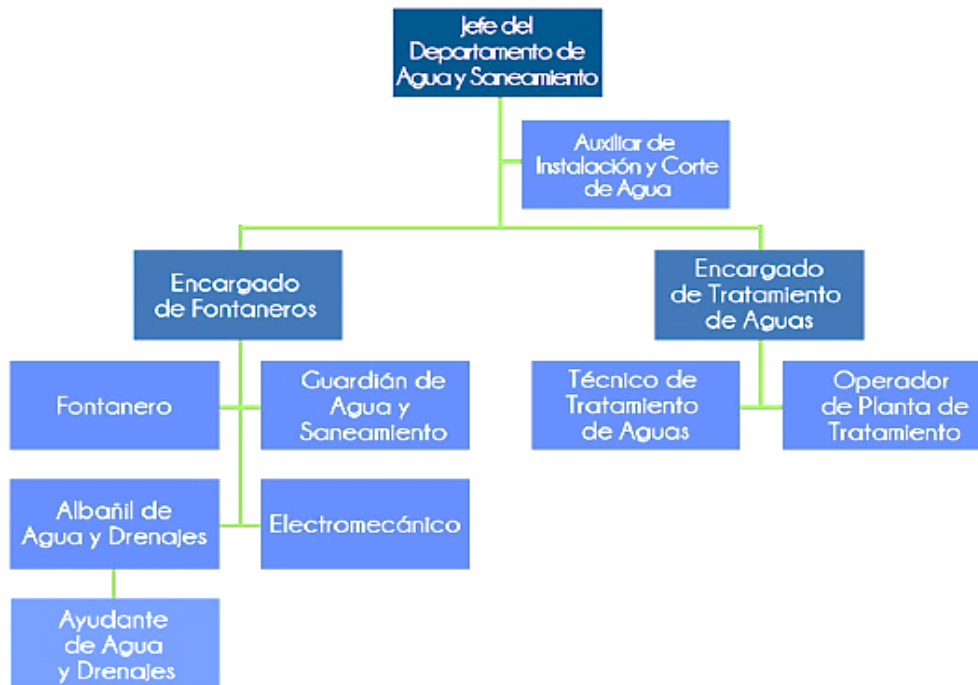 Jefe del
Departamento de
Agua y Saneamiento
Auxiliar de
Instalación y Corte
de Agua
Encargado
de Fontaneros
Encargado
de Tratamiento
de Aguas
Fontanero
Guardián de
Agua y
Saneamiento
Técnico de
Tratamiento
de Aguas
Operador
de Planta de
Tratamiento
Albañil de
Agua y Drenajes
Electromecánico
Ayudante
de Agua
y Drenajes